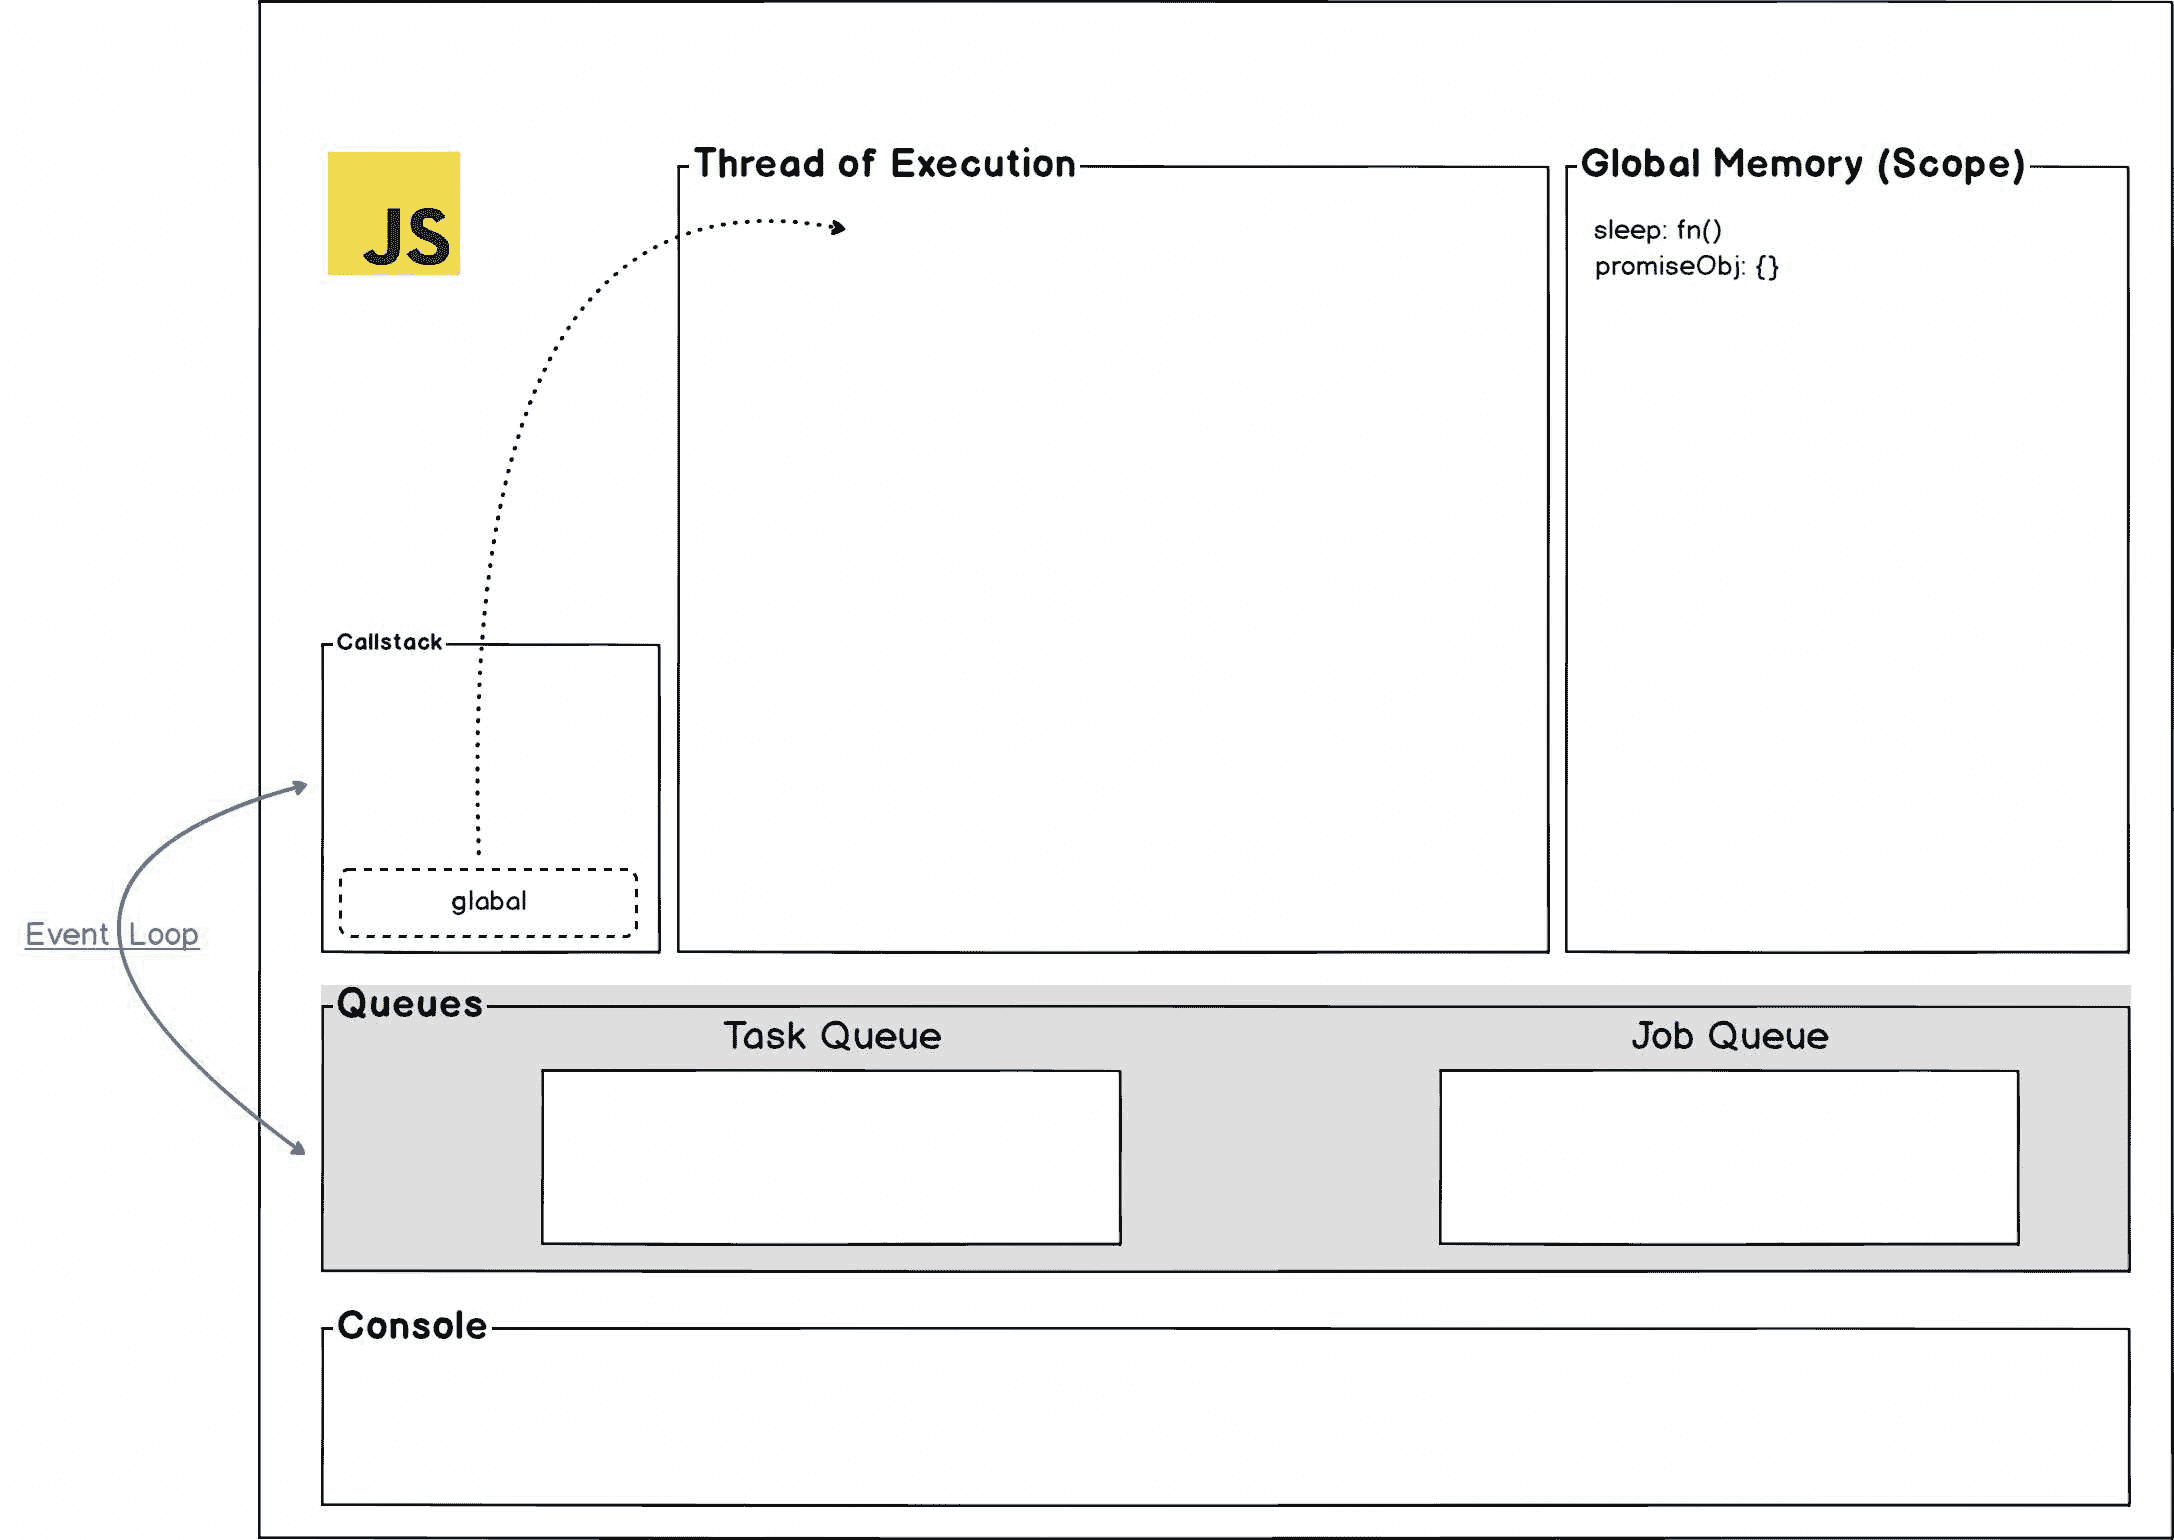 JS
Thread of Execution
Global Memory (Scope)
sleep: fn()
promiseObj: {}
Callstack
glabal
Event Loop
Queues
Task Queue
Job Queue
Console